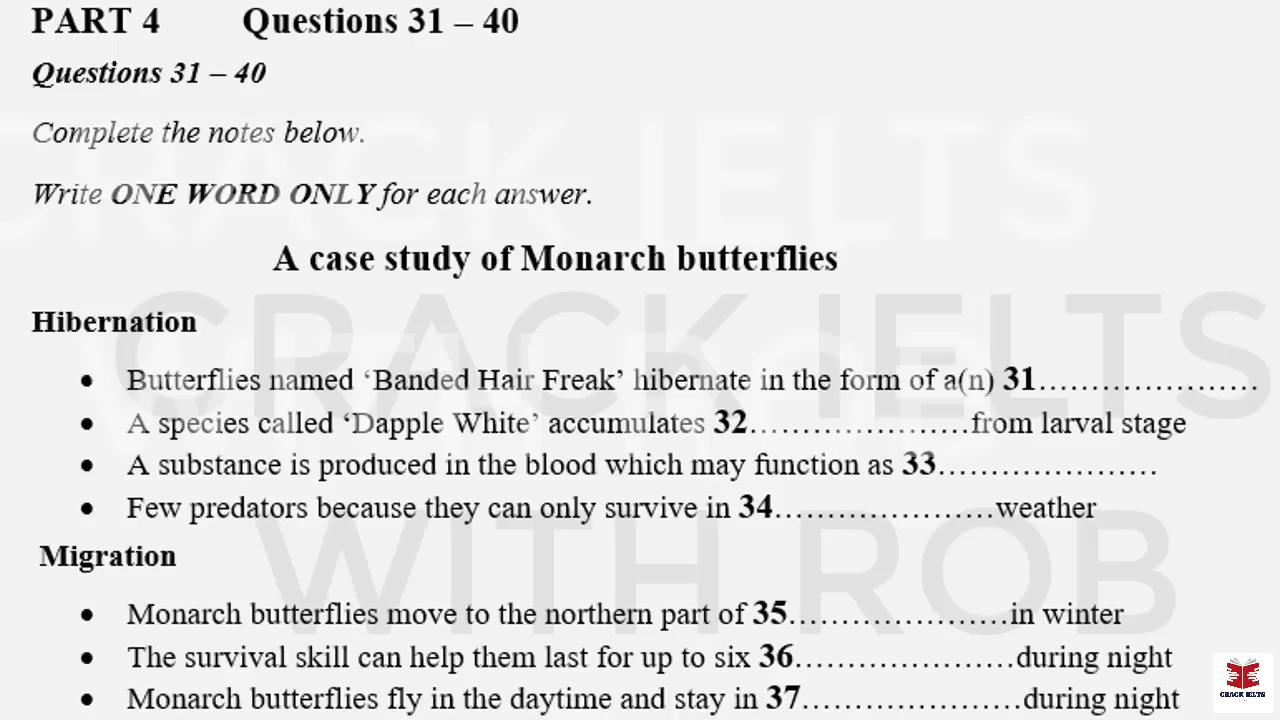 PART 4 Questions 31 – 40
Questions 31 – 40
Complete the notes below.
Write ONE WORD ONLY for each answer.
A case study of Monarch butterflies
Hibernation
• Butterflies named ‘Banded Hair Freak’ hibernate in the form of a(n) 31…………………
• A species called ‘Dapple White’ accumulates 32…………………from larval stage
• A substance is produced in the blood which may function as 33…………………
• Few predators because they can only survive in 34…………………weather
Migration
• Monarch butterflies move to the northern part of 35…………………in winter
• The survival skill can help them last for up to six 36…………………during night
• Monarch butterflies fly in the daytime and stay in 37…………………during night
CRACK IELTS
WITH ROB
CRACK IELTS